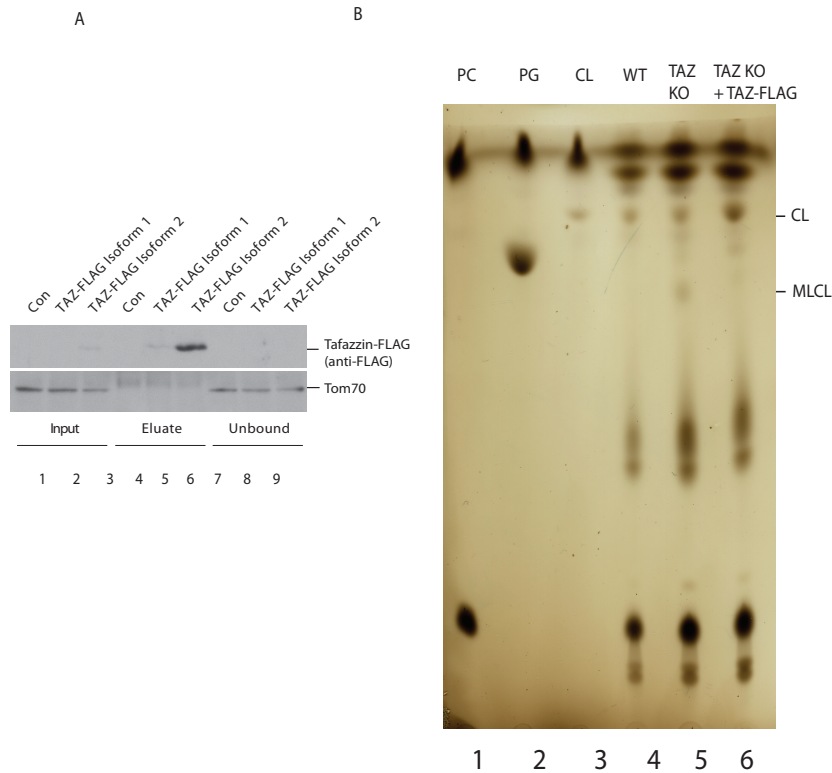 A
Con
TAZ-FLAG Isoform 1
TAZ-FLAG Isoform 2
Con
TAZ-FLAG Isoform 1
TAZ-FLAG Isoform 2
Con
TAZ-FLAG Isoform 1
TAZ-FLAG Isoform 2
Tafazzin-FLAG
(anti-FLAG)
Tom70
Input Eluate Unbound
1 2 3 4 5 6 7 8 9
B
PC PG CL WT TAZ KO TAZ KO + TAZ-FLAG
CL
MLCL
1 2 3 4 5 6